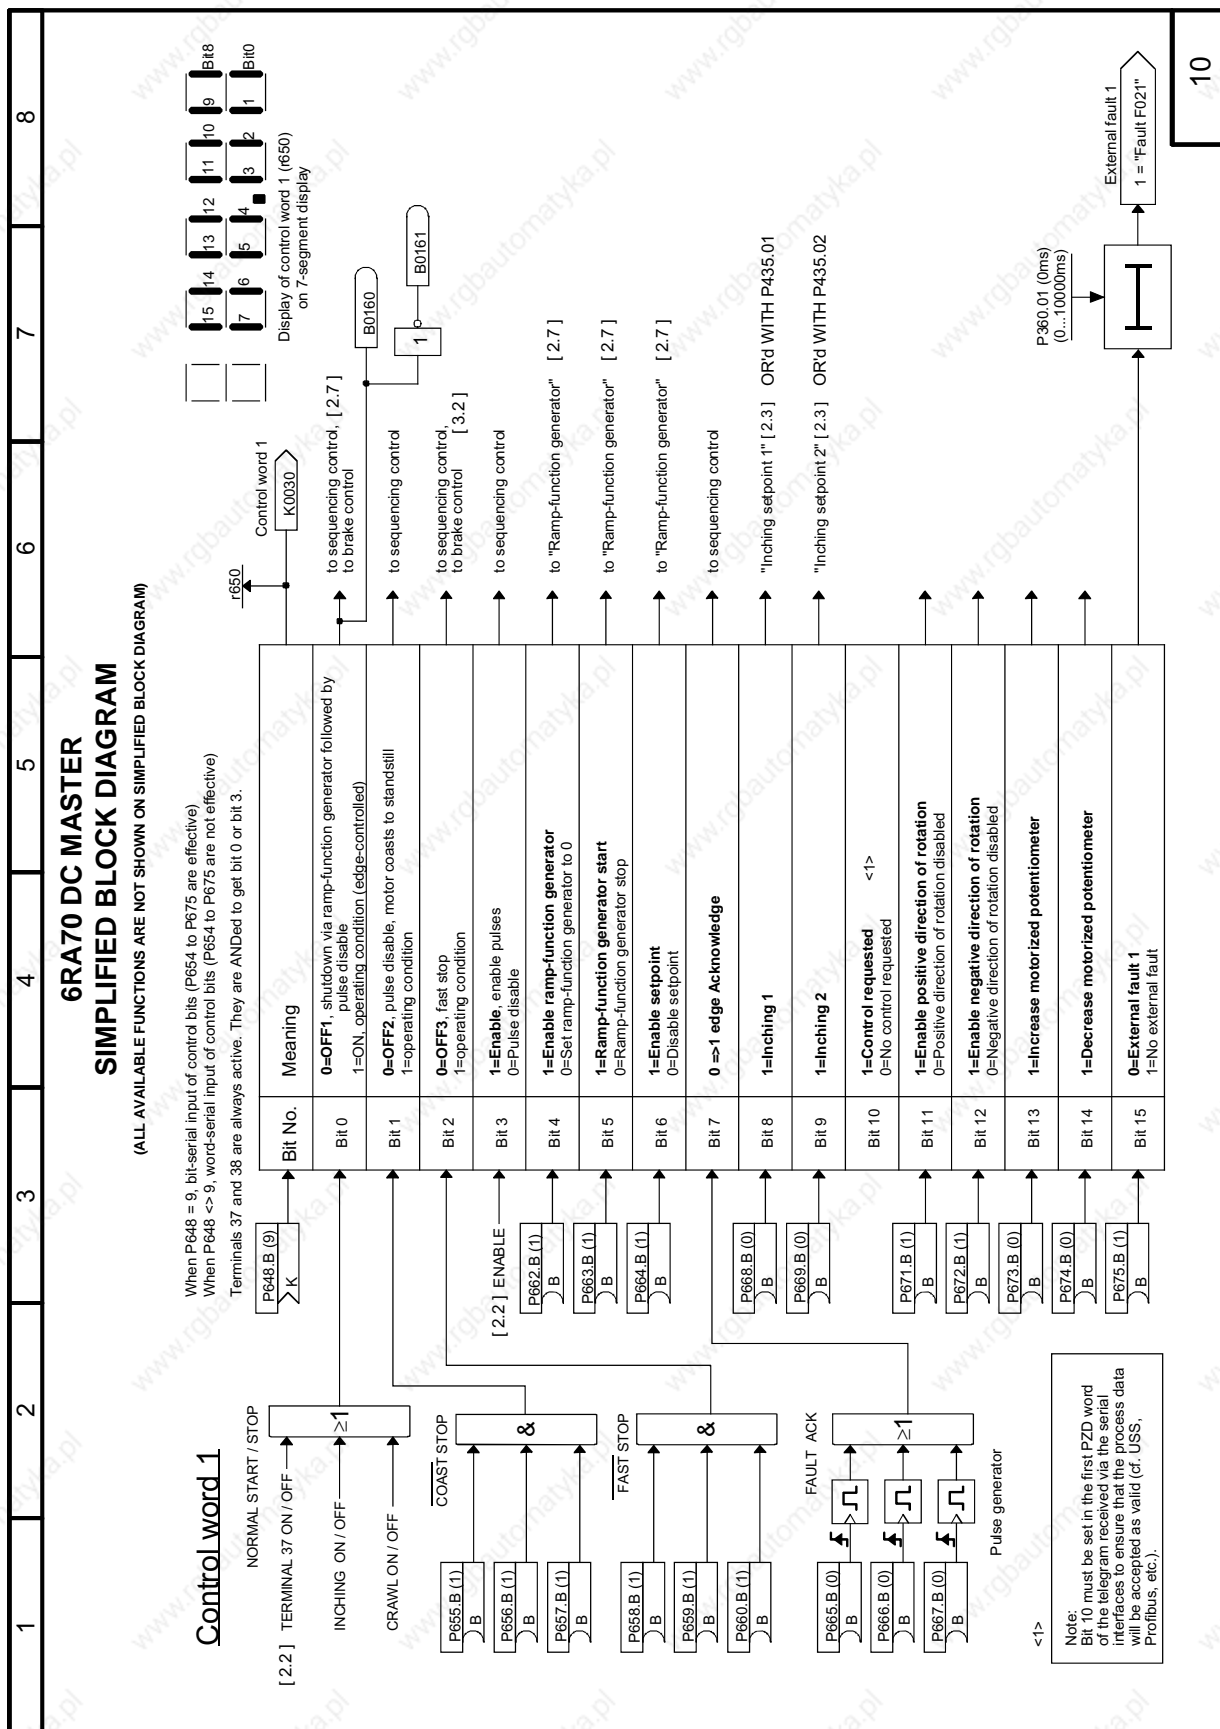 1
2
3
4
5
6
7
8
6RA70 DC MASTER
SIMPLIFIED BLOCK DIAGRAM
(ALL AVAILABLE FUNCTIONS ARE NOT SHOWN ON SIMPLIFIED BLOCK DIAGRAM)
Control word 1
When P648 = 9, bit-serial input of control bits (P654 to P675 are effective)
When P648 <> 9, word-serial input of control bits (P654 to P675 are not effective)
Terminals 37 and 38 are always active. They are ANDed to get bit 0 or bit 3.
15 14 13 12 11 10 9 Bit8
7 6 5 4 3 2 1 Bit0
Display of control word 1 (r650)
on 7-segment display
P648.B (9)
K
r650
Control word 1
K0030
Bit No.
Meaning
NORMAL START / STOP
[ 2.2 ] TERMINAL 37 ON / OFF
INCHING ON / OFF
CRAWL ON / OFF
≥1
Bit 0
0=OFF1, shutdown via ramp-function generator followed by
pulse disable
1=ON, operating condition (edge-controlled)
to sequencing control, [ 2.7 ]
to brake control
B0160
1
B0161
COAST STOP
P655.B (1)
B
P656.B (1)
B
P657.B (1)
B
&
Bit 1
0=OFF2, pulse disable, motor coasts to standstill
1=operating condition
to sequencing control
FAST STOP
P658.B (1)
B
P659.B (1)
B
P660.B (1)
B
&
Bit 2
0=OFF3, fast stop
1=operating condition
to sequencing control,
to brake control [ 3.2 ]
[ 2.2 ] ENABLE
Bit 3
1=Enable, enable pulses
0=Pulse disable
to sequencing control
P662.B (1)
B
Bit 4
1=Enable ramp-function generator
0=Set ramp-function generator to 0
to "Ramp-function generator" [ 2.7 ]
P663.B (1)
B
Bit 5
1=Ramp-function generator start
0=Ramp-function generator stop
to "Ramp-function generator" [ 2.7 ]
P664.B (1)
B
Bit 6
1=Enable setpoint
0=Disable setpoint
to "Ramp-function generator" [ 2.7 ]
FAULT ACK
P665.B (0)
B
P666.B (0)
B
P667.B (0)
B
≥1
Pulse generator
Bit 7
0 =>1 edge Acknowledge
to sequencing control
P668.B (0)
B
Bit 8
1=Inching 1
"Inching setpoint 1" [ 2.3 ] OR'd WITH P435.01
P669.B (0)
B
Bit 9
1=Inching 2
"Inching setpoint 2" [ 2.3 ] OR'd WITH P435.02
Bit 10
1=Control requested <1>
0=No control requested
P671.B (1)
B
Bit 11
1=Enable positive direction of rotation
0=Positive direction of rotation disabled
P672.B (1)
B
Bit 12
1=Enable negative direction of rotation
0=Negative direction of rotation disabled
P673.B (0)
B
Bit 13
1=Increase motorized potentiometer
P674.B (0)
B
Bit 14
1=Decrease motorized potentiometer
P675.B (1)
B
Bit 15
0=External fault 1
1=No external fault
P360.01 (0ms)
(0...10000ms)
External fault 1
1 = "Fault F021"
<1>
Note:
Bit 10 must be set in the first PZD word
of the telegram received via the serial
interfaces to ensure that the process data
will be accepted as valid (cf. USS,
Profibus, etc.).
10
www.rgbautomatyka.pl